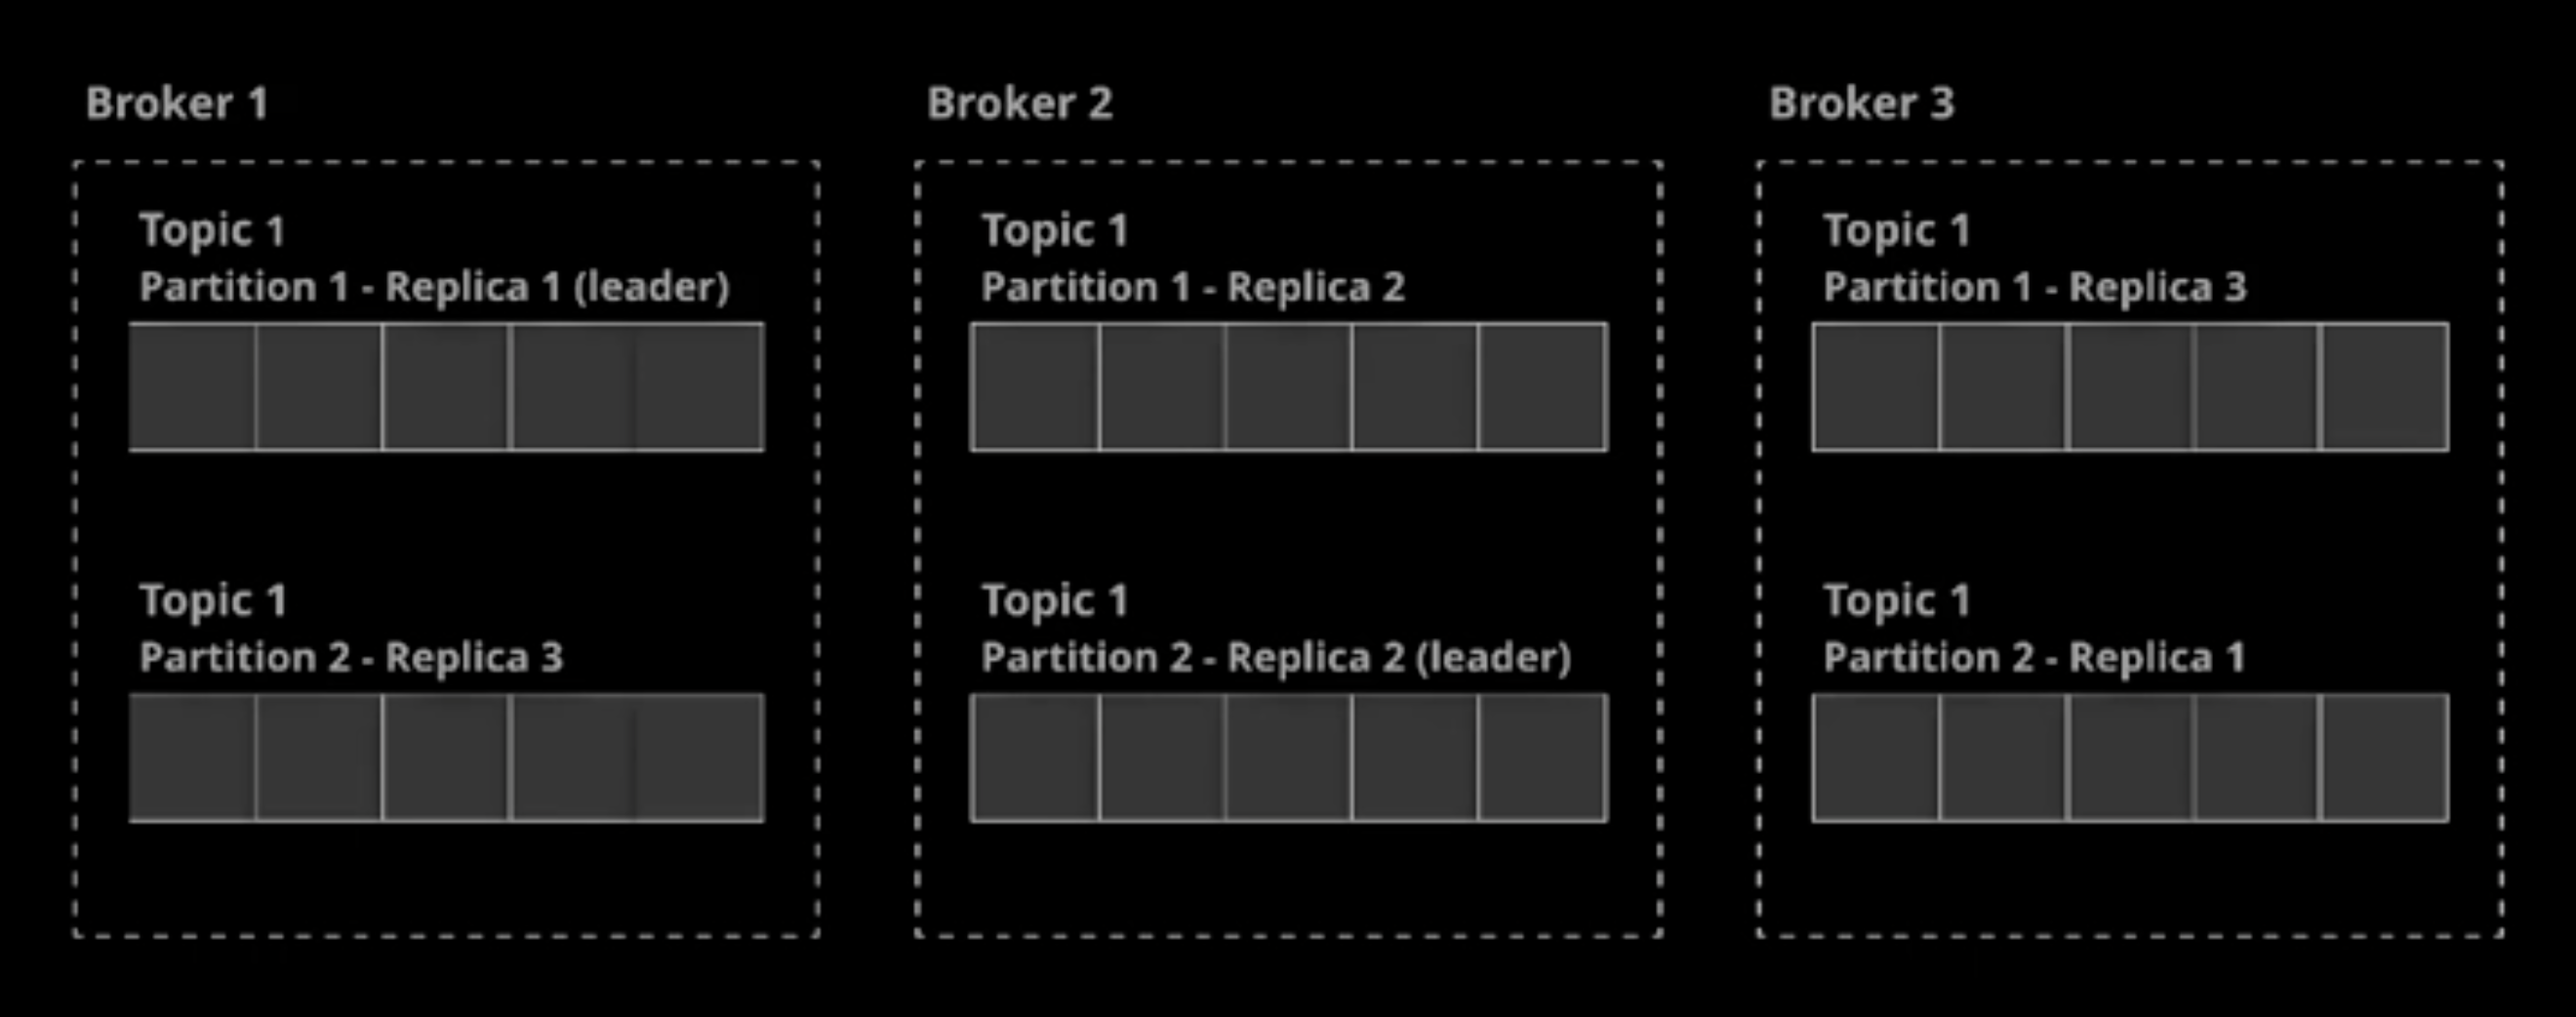 Broker 1
Topic 1
Partition 1 - Replica 1 (leader)
Topic 1
Partition 2 - Replica 3
Broker 2
Topic 1
Partition 1 - Replica 2
Topic 1
Partition 2 - Replica 2 (leader)
Broker 3
Topic 1
Partition 1 - Replica 3
Topic 1
Partition 2 - Replica 1